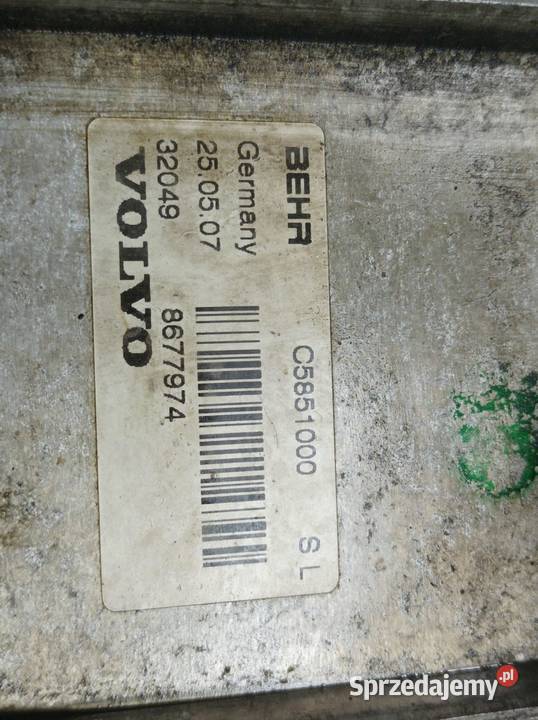 BEHR C5851000 S L
Germany
25.05.07
32049 8677974
VOLVO
Sprzedajemy.pl